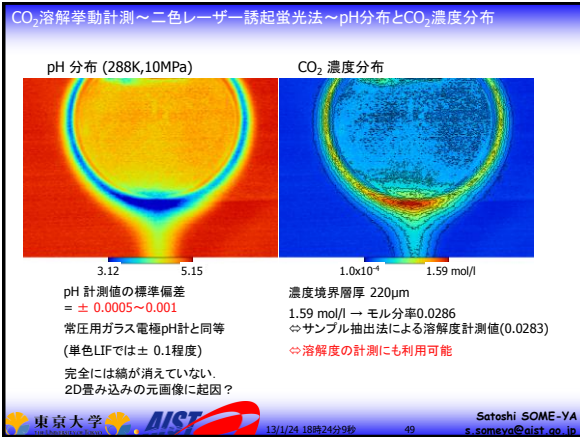 CO₂溶解挙動計測～二色レーザー誘起蛍光法～pH分布とCO₂濃度分布
pH 分布 (288K,10MPa)
CO₂ 濃度分布
3.12 5.15
1.0x10⁻⁴ 1.59 mol/l
pH 計測値の標準偏差
= ± 0.0005～0.001
常圧用ガラス電極pH計と同等
(単色LIFでは± 0.1程度)
完全には縞が消えていない.
2D畳み込みの元画像に起因？
濃度境界層厚 220μm
1.59 mol/l → モル分率0.0286
⇔サンプル抽出法による溶解度計測値(0.0283)
⇔溶解度の計測にも利用可能
東京大学 AIST 13/1/24 18時24分9秒 49
Satoshi SOME-YA
s.someya@aist.go.jp